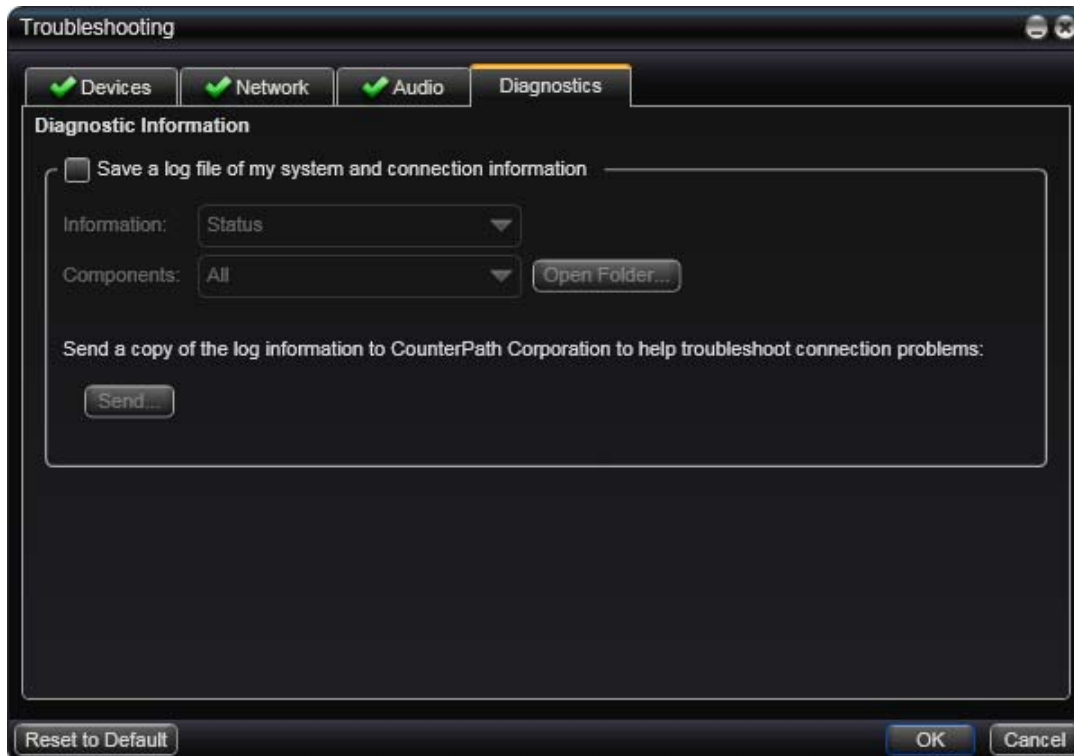 Troubleshooting
Devices Network Audio Diagnostics
Diagnostic Information
Save a log file of my system and connection information
Information: Status
Components: All Open Folder...
Send a copy of the log information to CounterPath Corporation to help troubleshoot connection problems:
Send...
Reset to Default OK Cancel